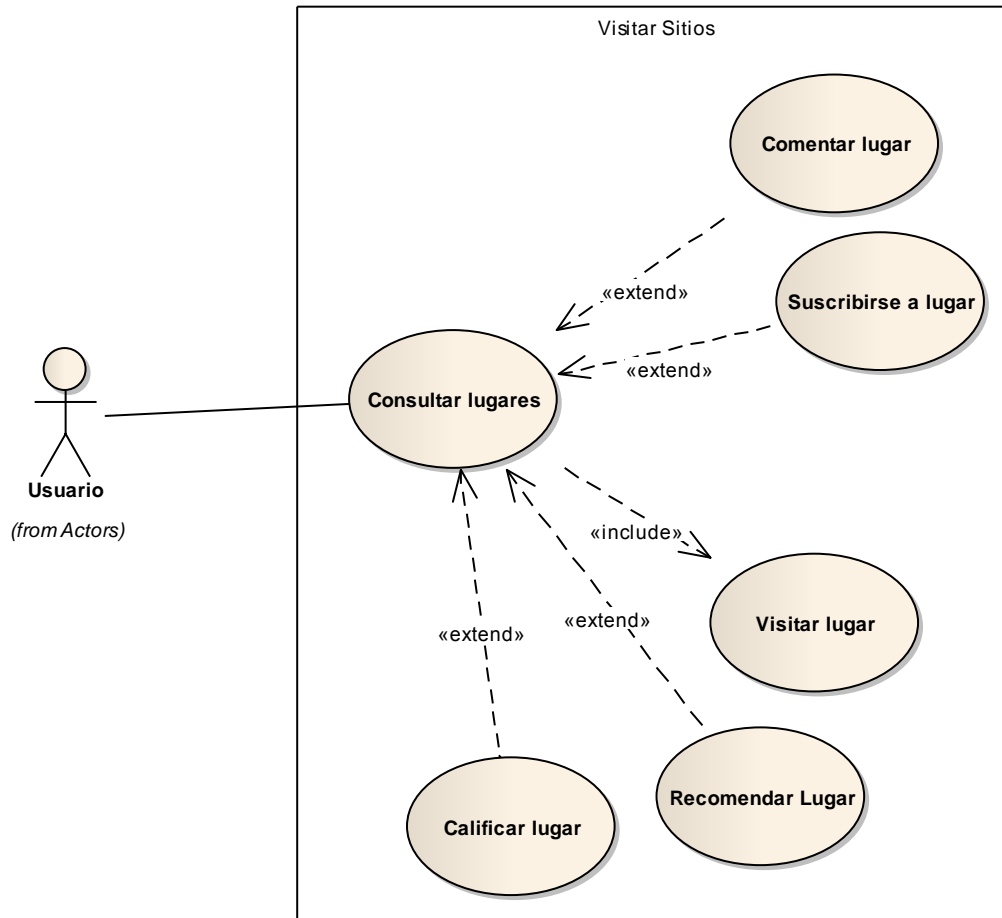 Visitar Sitios
Comentar lugar
«extend»
Suscribirse a lugar
«extend»
Consultar lugares
Usuario
(from Actors)
«include»
«extend»
«extend»
Visitar lugar
Recomendar Lugar
Calificar lugar